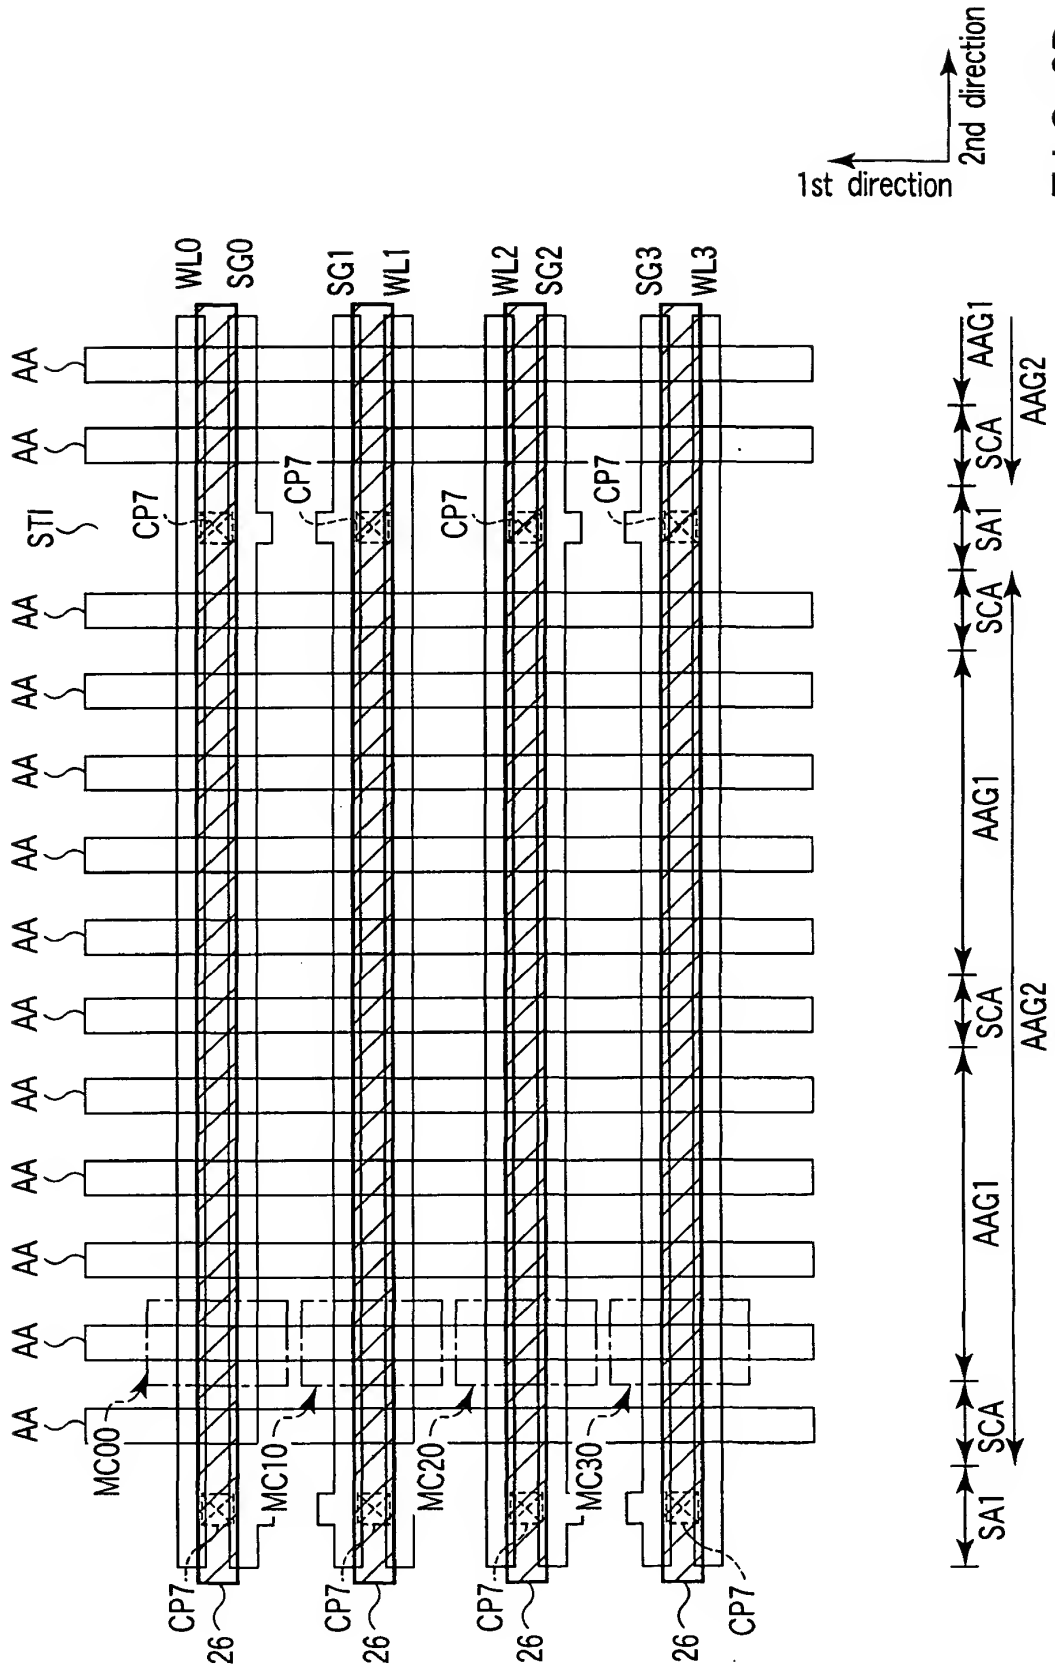 AA AA AA AA AA AA AA AA AA AA AA STI AA AA
MC00
CP7
CP7
WL0
26
SG0
MC10
CP7
CP7
SG1
26
WL1
MC20
CP7
CP7
WL2
26
SG2
MC30
CP7
SG3
26
WL3
CP7
1st direction
2nd direction
SA1 SCA AAG1 SCA AAG1 SCA SA1 SCA AAG1
AAG2 AAG2